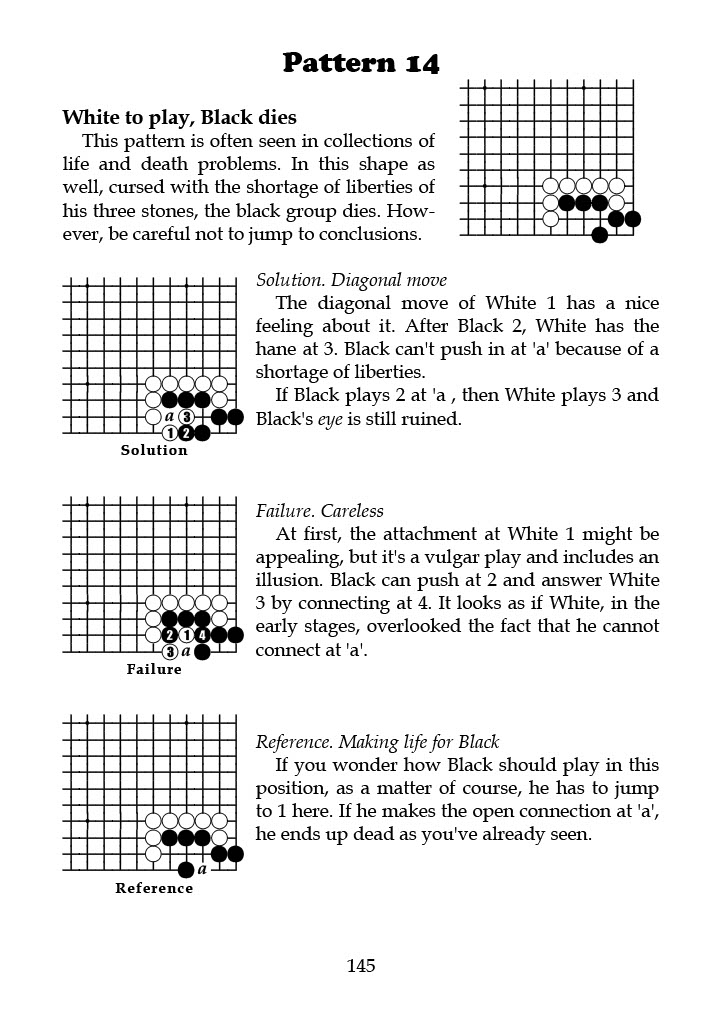 Pattern 14
White to play, Black dies
This pattern is often seen in collections of
life and death problems. In this shape as
well, cursed with the shortage of liberties of
his three stones, the black group dies. How-
ever, be careful not to jump to conclusions.
Solution. Diagonal move
The diagonal move of White 1 has a nice
feeling about it. After Black 2, White has the
hane at 3. Black can't push in at 'a' because of a
shortage of liberties.
If Black plays 2 at 'a , then White plays 3 and
Black's eye is still ruined.
a 3
1 2
Solution
Failure. Careless
At first, the attachment at White 1 might be
appealing, but it's a vulgar play and includes an
illusion. Black can push at 2 and answer White
3 by connecting at 4. It looks as if White, in the
early stages, overlooked the fact that he cannot
connect at 'a'.
2 1 4
3 a
Failure
Reference. Making life for Black
If you wonder how Black should play in this
position, as a matter of course, he has to jump
to 1 here. If he makes the open connection at 'a',
he ends up dead as you've already seen.
a
Reference
145